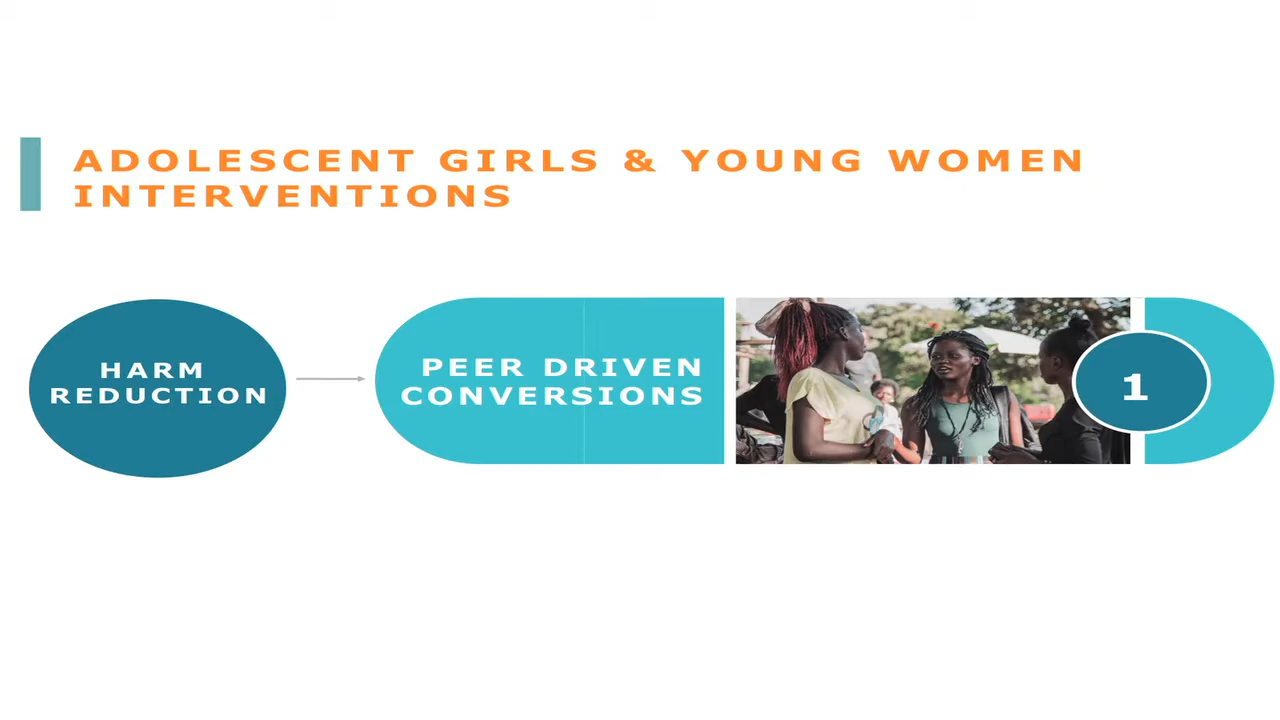 ADOLESCENT GIRLS & YOUNG WOMEN
INTERVENTIONS
HARM
REDUCTION
PEER DRIVEN
CONVERSIONS
1